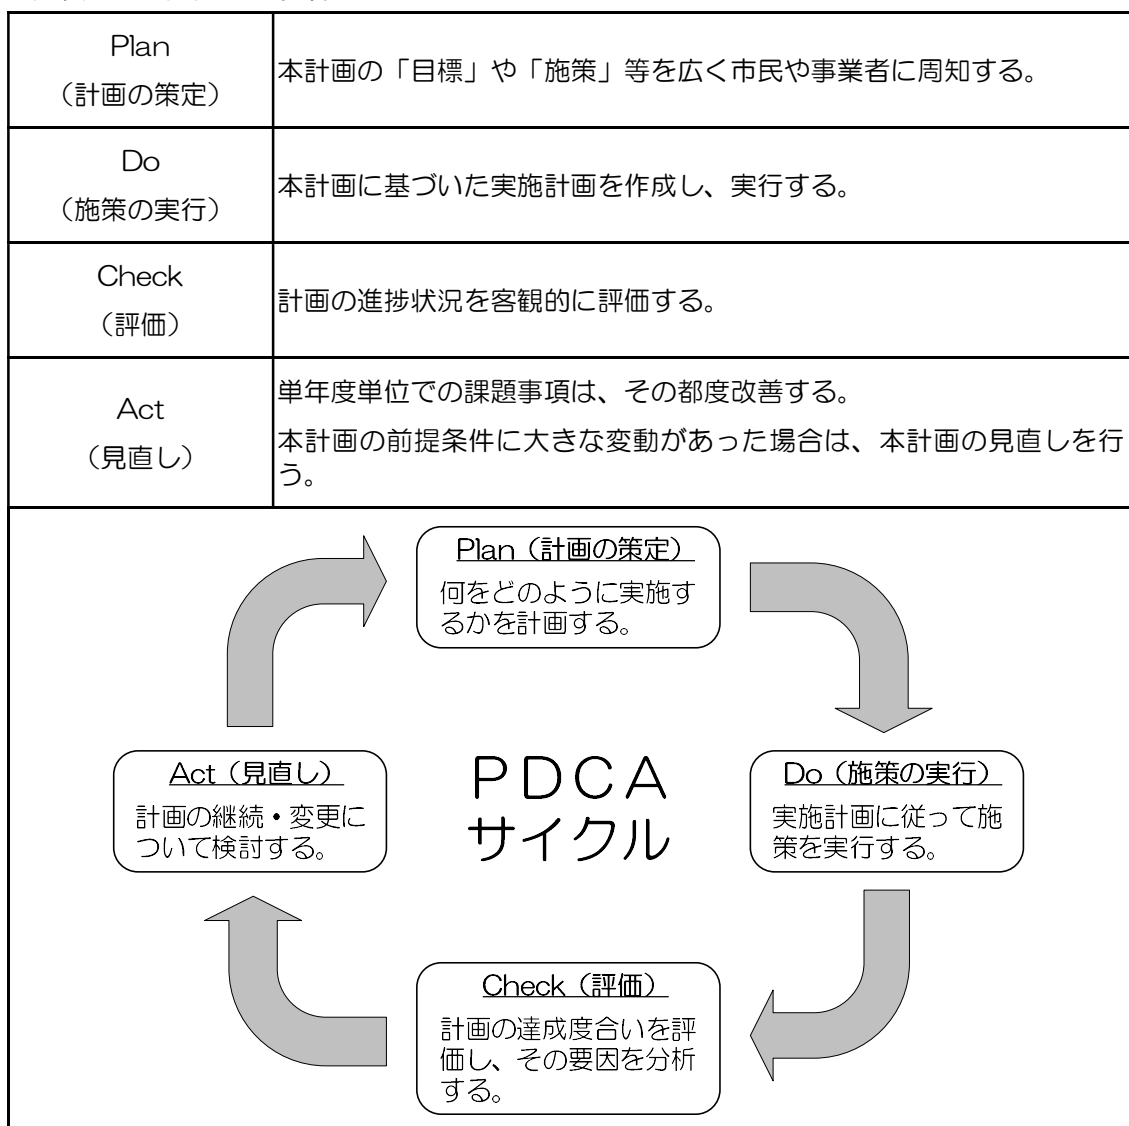 Plan
（計画の策定）
本計画の「目標」や「施策」等を広く市民や事業者に周知する。
Do
（施策の実行）
本計画に基づいた実施計画を作成し、実行する。
Check
（評価）
計画の進捗状況を客観的に評価する。
Act
（見直し）
単年度単位での課題事項は、その都度改善する。
本計画の前提条件に大きな変動があった場合は、本計画の見直しを行
う。
Plan（計画の策定）
何をどのように実施す
るかを計画する。
Act（見直し）
計画の継続・変更に
ついて検討する。
PDCA
サイクル
Do（施策の実行）
実施計画に従って施
策を実行する。
Check（評価）
計画の達成度合いを評
価し、その要因を分析
する。